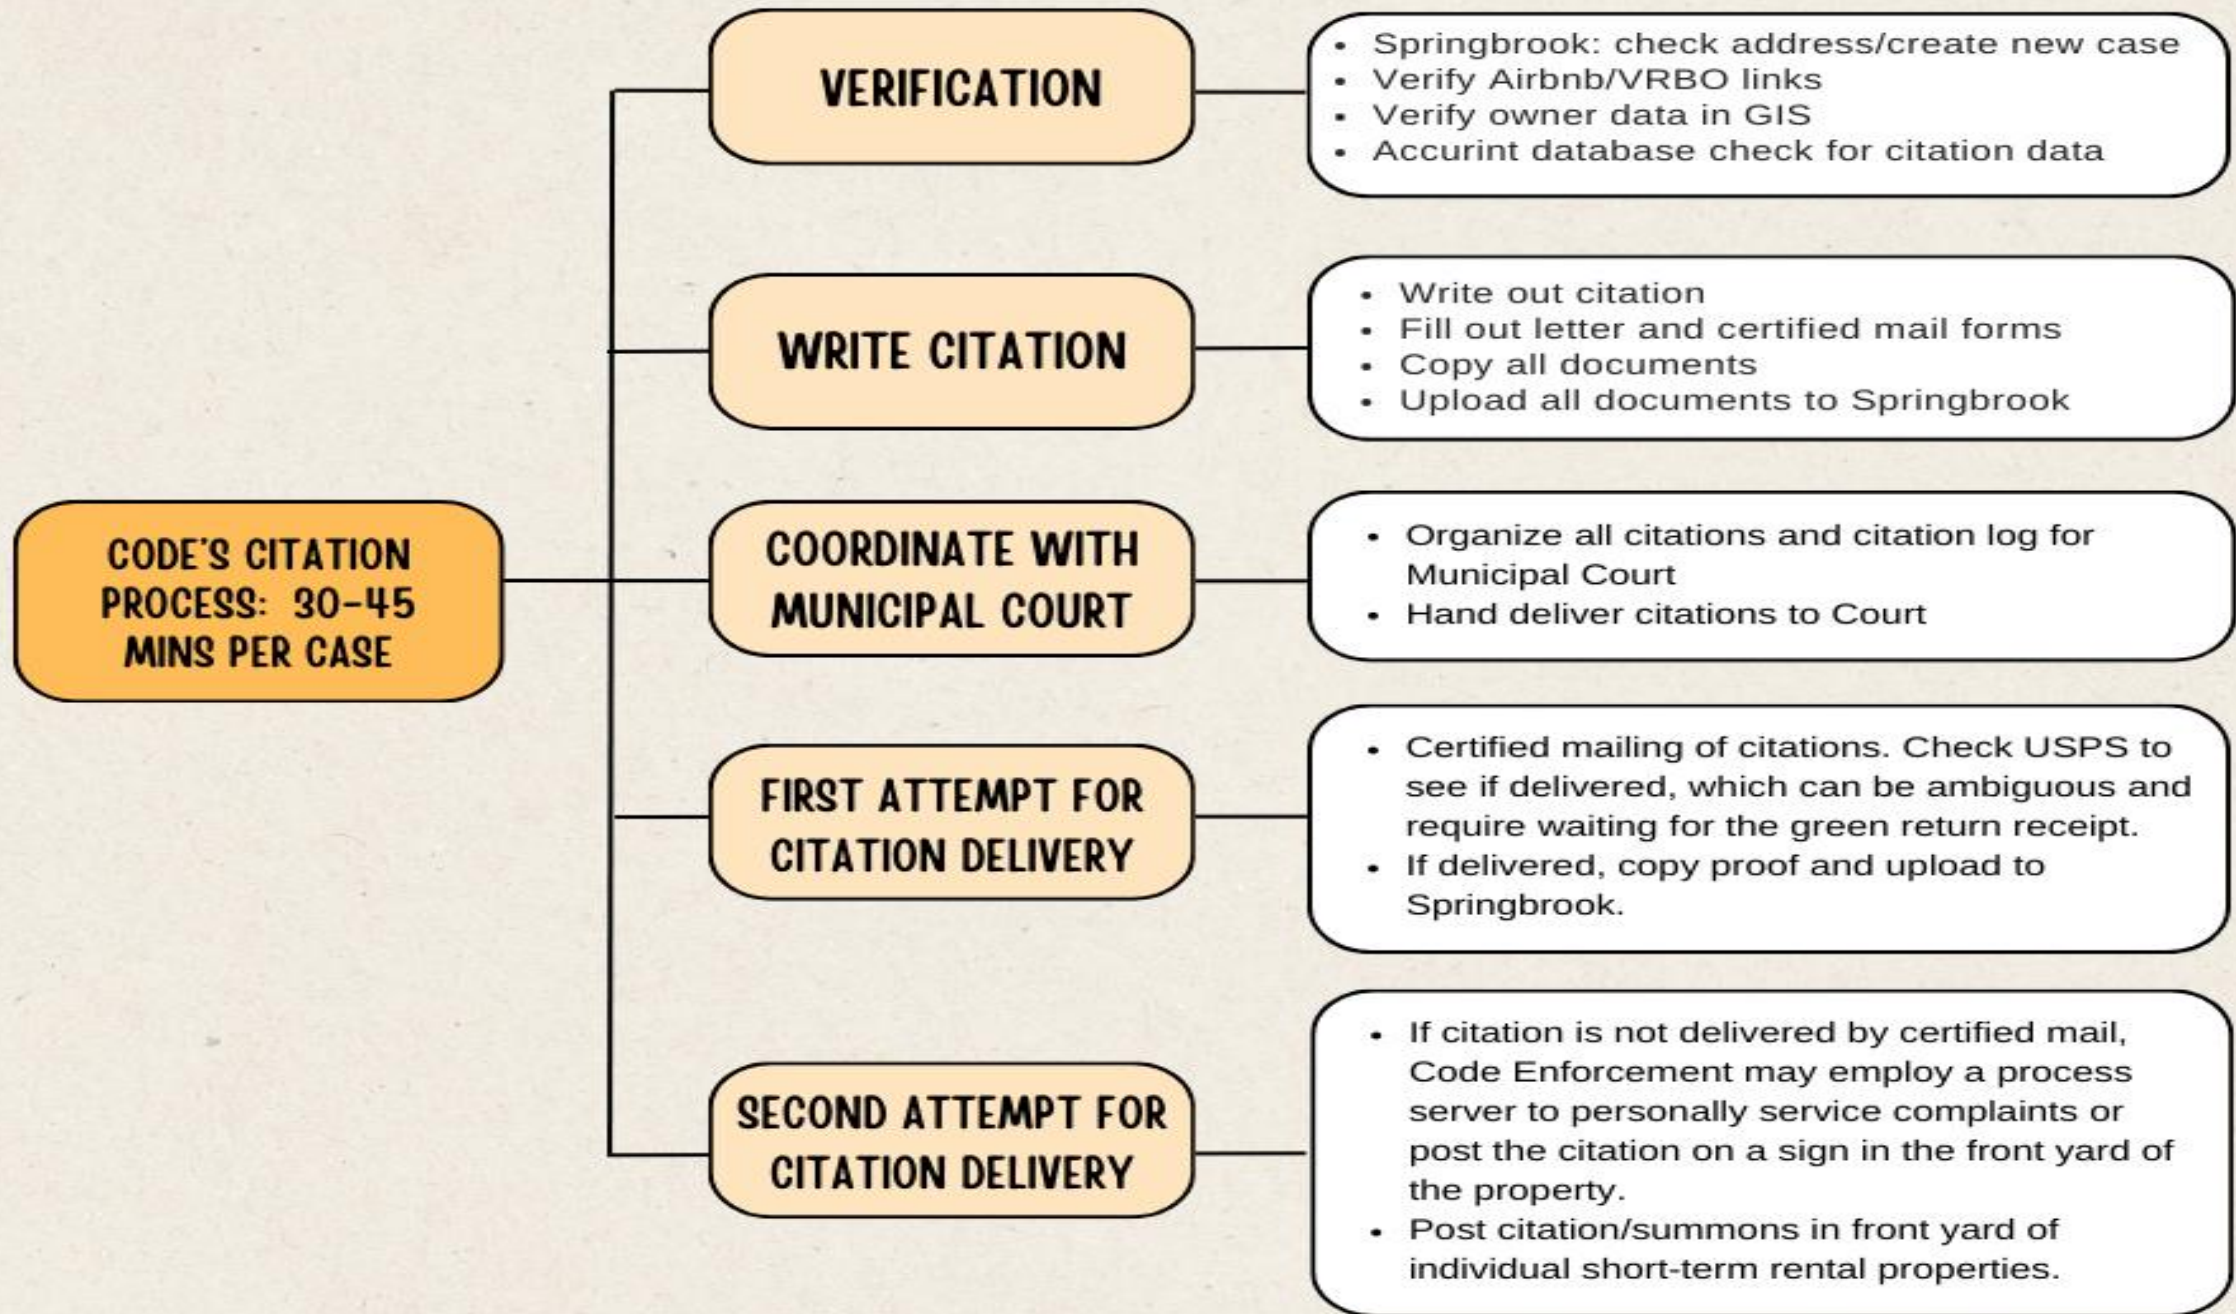 CODE'S CITATION
PROCESS: 30-45
MINS PER CASE
VERIFICATION
• Springbrook: check address/create new case
• Verify Airbnb/VRBO links
• Verify owner data in GIS
• Accurint database check for citation data
WRITE CITATION
• Write out citation
• Fill out letter and certified mail forms
• Copy all documents
• Upload all documents to Springbrook
COORDINATE WITH
MUNICIPAL COURT
• Organize all citations and citation log for
Municipal Court
• Hand deliver citations to Court
FIRST ATTEMPT FOR
CITATION DELIVERY
• Certified mailing of citations. Check USPS to
see if delivered, which can be ambiguous and
require waiting for the green return receipt.
• If delivered, copy proof and upload to
Springbrook.
SECOND ATTEMPT FOR
CITATION DELIVERY
• If citation is not delivered by certified mail,
Code Enforcement may employ a process
server to personally service complaints or
post the citation on a sign in the front yard of
the property.
• Post citation/summons in front yard of
individual short-term rental properties.